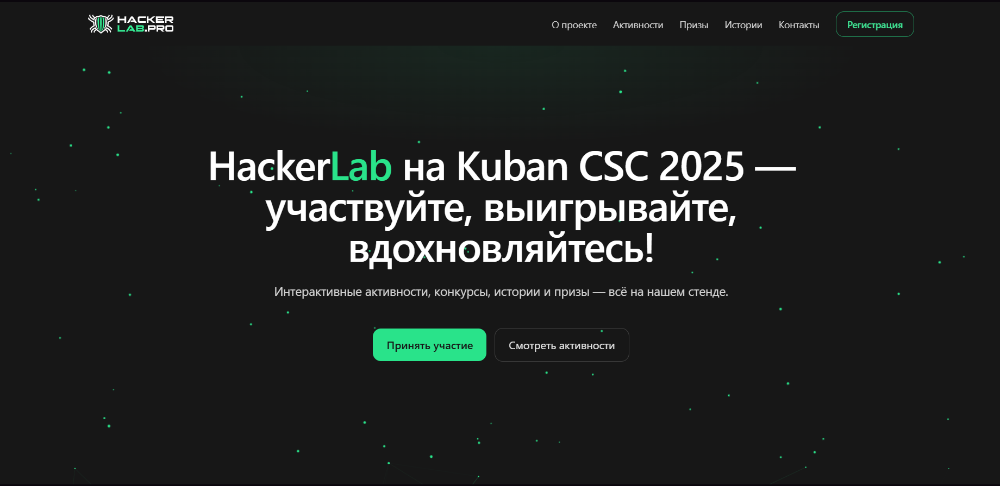 HACKER
LAB.PRO
О проекте
Активности
Призы
Истории
Контакты
Регистрация
HackerLab на Kuban CSC 2025 —
участвуйте, выигрывайте,
вдохновляйтесь!
Интерактивные активности, конкурсы, истории и призы — всё на нашем стенде.
Принять участие
Смотреть активности